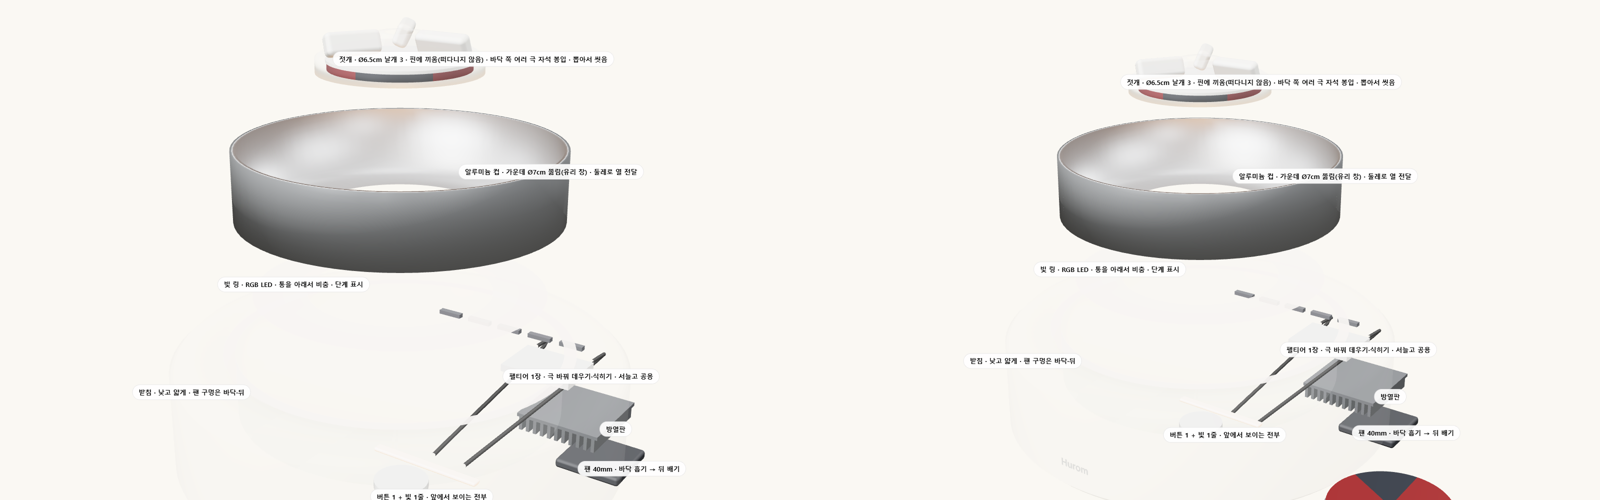 젓개 · Ø6.5cm 날개 3 · 핀에 끼움(떠다니지 않음) · 바닥 쪽 여러 극 자석 봉입 · 뽑아서 씻음
알루미늄 컵 · 가운데 Ø7cm 뚫림(유리 창) · 둘레로 열 전달
빛 링 · RGB LED · 통을 아래서 비춤 · 단계 표시
펠티어 1장 · 극 바꿔 데우기·식히기 · 서늘고 공용
받침 · 낮고 얇게 · 팬 구멍은 바닥·뒤
방열판
팬 40mm · 바닥 흡기 → 뒤 배기
버튼 1 + 빛 1줄 · 앞에서 보이는 전부
젓개 · Ø6.5cm 날개 3 · 핀에 끼움(떠다니지 않음) · 바닥 쪽 여러 극 자석 봉입 · 뽑아서 씻음
알루미늄 컵 · 가운데 Ø7cm 뚫림(유리 창) · 둘레로 열 전달
빛 링 · RGB LED · 통을 아래서 비춤 · 단계 표시
펠티어 1장 · 극 바꿔 데우기·식히기 · 서늘고 공용
받침 · 낮고 얇게 · 팬 구멍은 바닥·뒤
방열판
팬 40mm · 바닥 흡기 → 뒤 배기
버튼 1 + 빛 1줄 · 앞에서 보이는 전부
Hurom